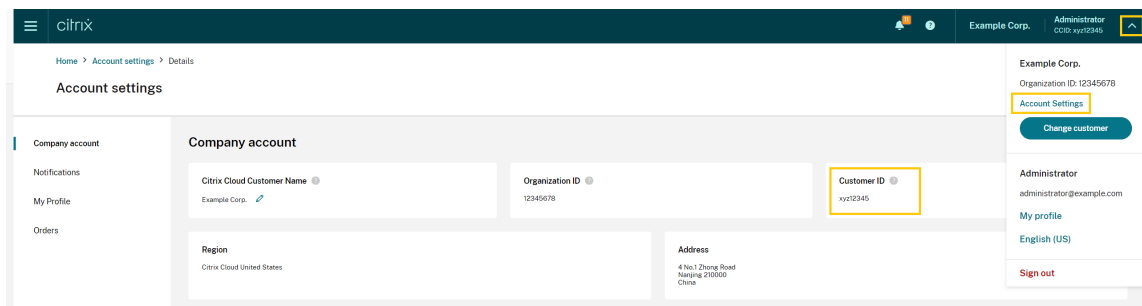 citrix
11
?
Example Corp.
Administrator
CCID: xyz12345
Home > Account settings > Details
Account settings
Example Corp.
Organization ID: 12345678
Account Settings
Change customer
Administrator
administrator@example.com
My profile
English (US)
Sign out
Company account
Notifications
My Profile
Orders
Company account
Citrix Cloud Customer Name ?
Example Corp.
Organization ID ?
12345678
Customer ID ?
xyz12345
Region
Citrix Cloud United States
Address
4 No.1 Zhong Road
Nanjing 210000
China